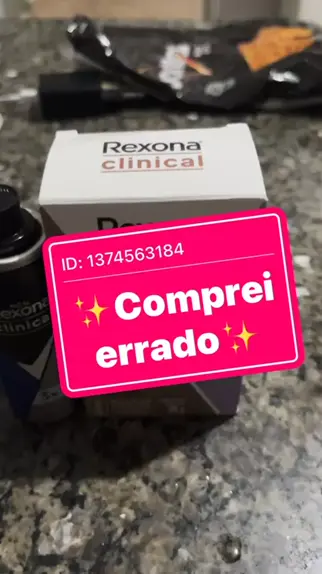 Rexona
clinical
ID: 1374563184
✨Comprei
errado✨
Rexona
clinical